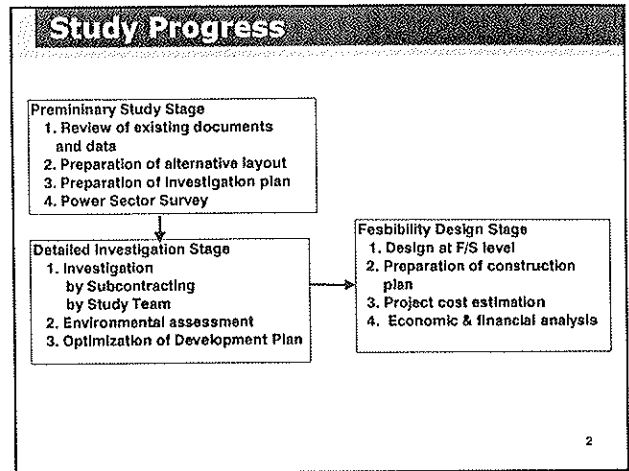 Study Progress
Premininary Study Stage
1. Review of existing documents
and data
2. Preparation of alternative layout
3. Preparation of Investigation plan
4. Power Sector Survey
Detailed Investigation Stage
1. Investigation
by Subcontracting
by Study Team
2. Environmental assessment
3. Optimization of Development Plan
Fesbibility Design Stage
1. Design at F/S level
2. Preparation of construction
plan
3. Project cost estimation
4. Economic & financial analysis
2